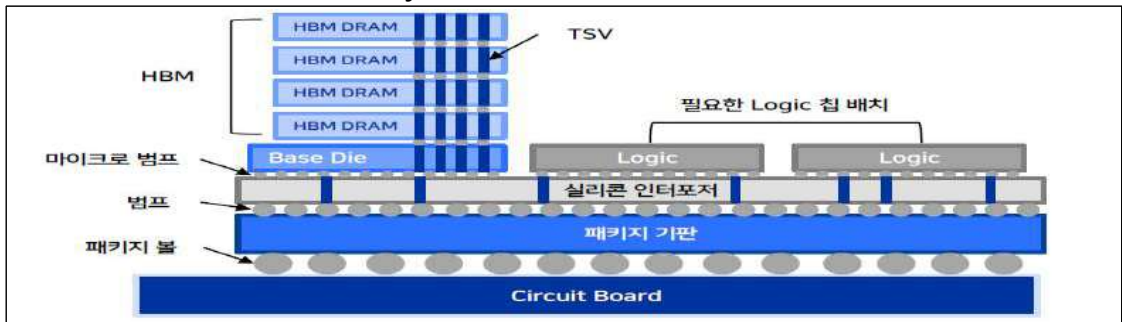 HBM DRAM
TSV
HBM DRAM
HBM
HBM DRAM
필요한 Logic 칩 배치
HBM DRAM
마이크로 범프
Base Die
Logic
Logic
실리콘 인터포저
범프
패키지 기판
패키지 볼
Circuit Board